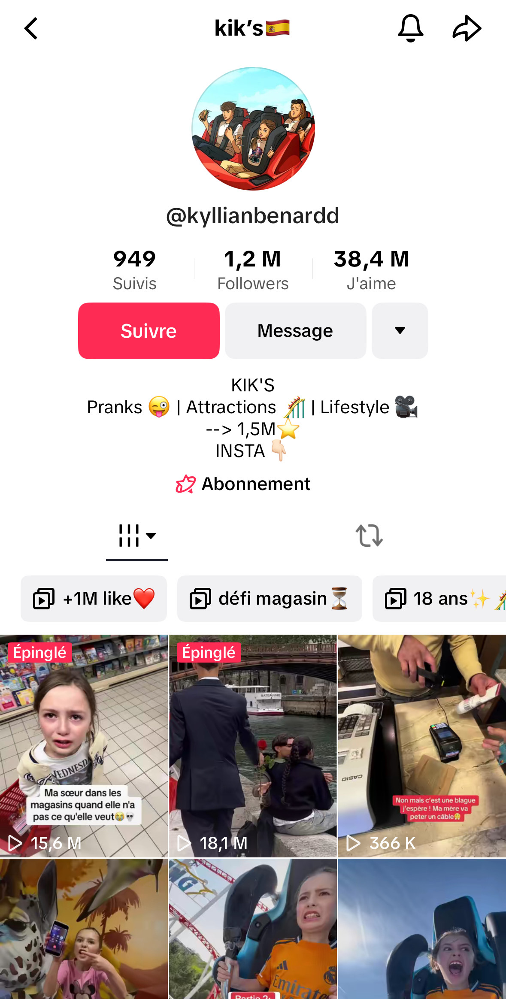 kik’s🇪🇸
@kyllianbenardd
949
Suivis
1,2 M
Followers
38,4 M
J'aime
Suivre
Message
KIK'S
Pranks 😜 | Attractions 🎢 | Lifestyle 🎥
--> 1,5M⭐
INSTA 👇🏻
Abonnement
+1M like❤️
défi magasin⏳
18 ans✨🎢
Épinglé
WEDNESDA
Ma sœur dans les
magasins quand elle n'a
pas ce qu'elle veut😭💀
15,6 M
Épinglé
BATEAU IVRE
18,1 M
CASIO
Non mais c’est une blague
j’espère ! Ma mère va
peter un câble😤
366 K
Emirates
Partie 2: